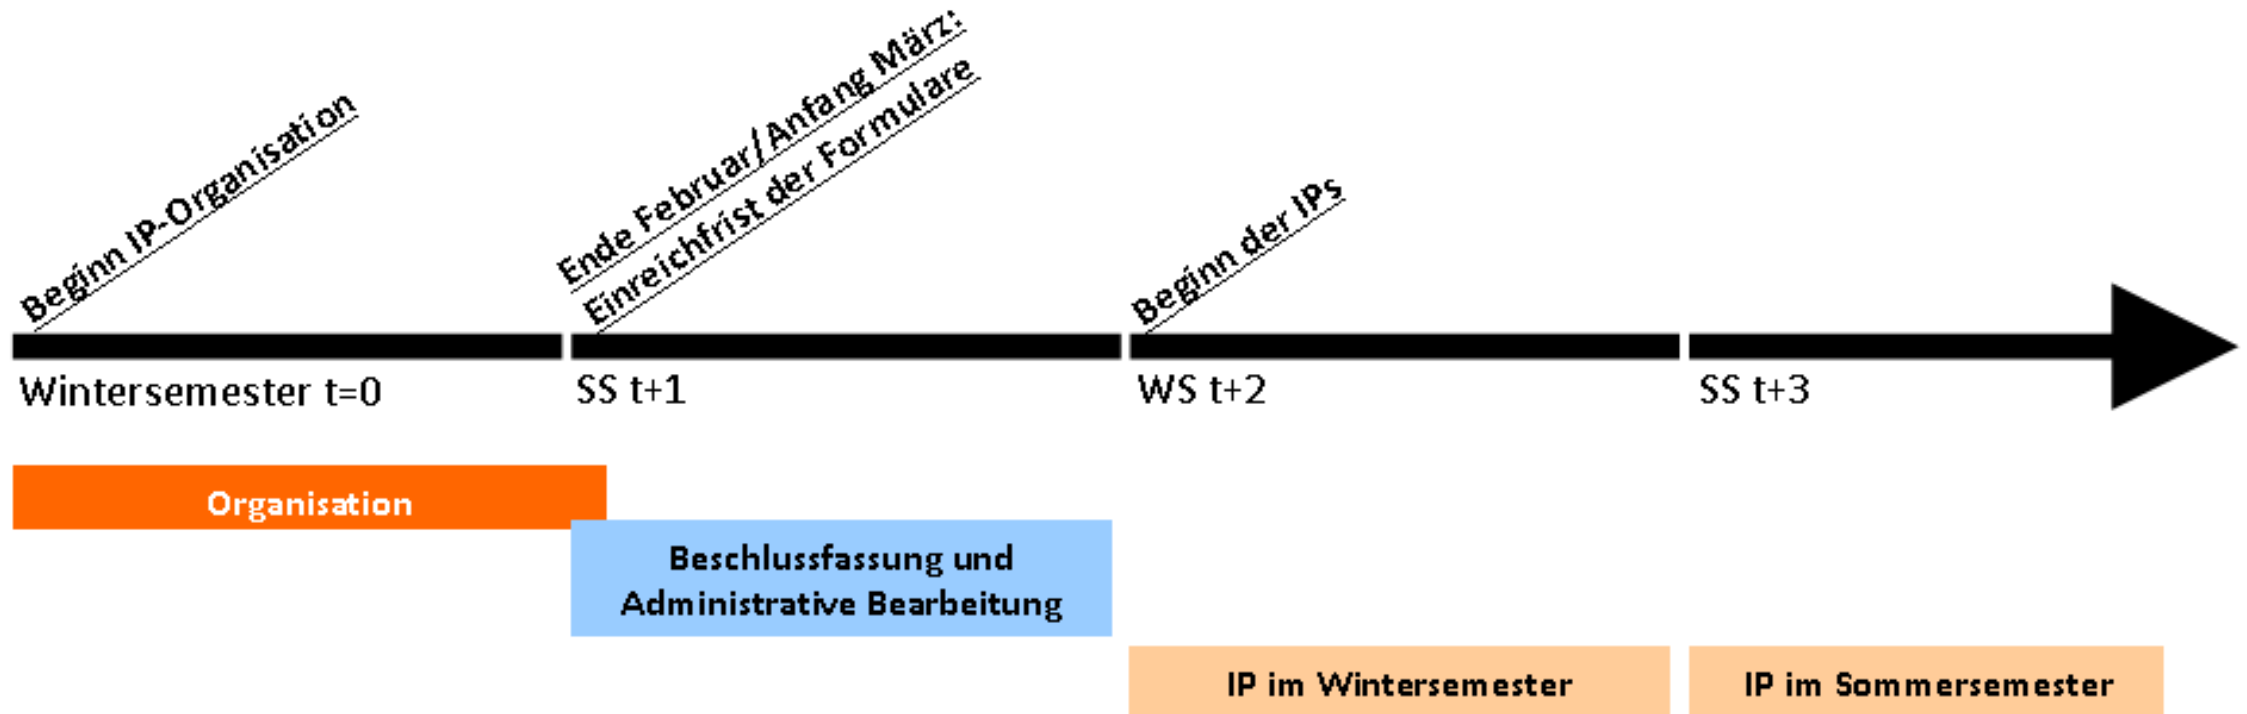 Beginn IP-Organisation
Ende Februar/Anfang März:
Einreichfrist der Formulare
Beginn der IPs
Wintersemester t=0
SS t+1
WS t+2
SS t+3
Organisation
Beschlussfassung und
Administrative Bearbeitung
IP im Wintersemester
IP im Sommersemester